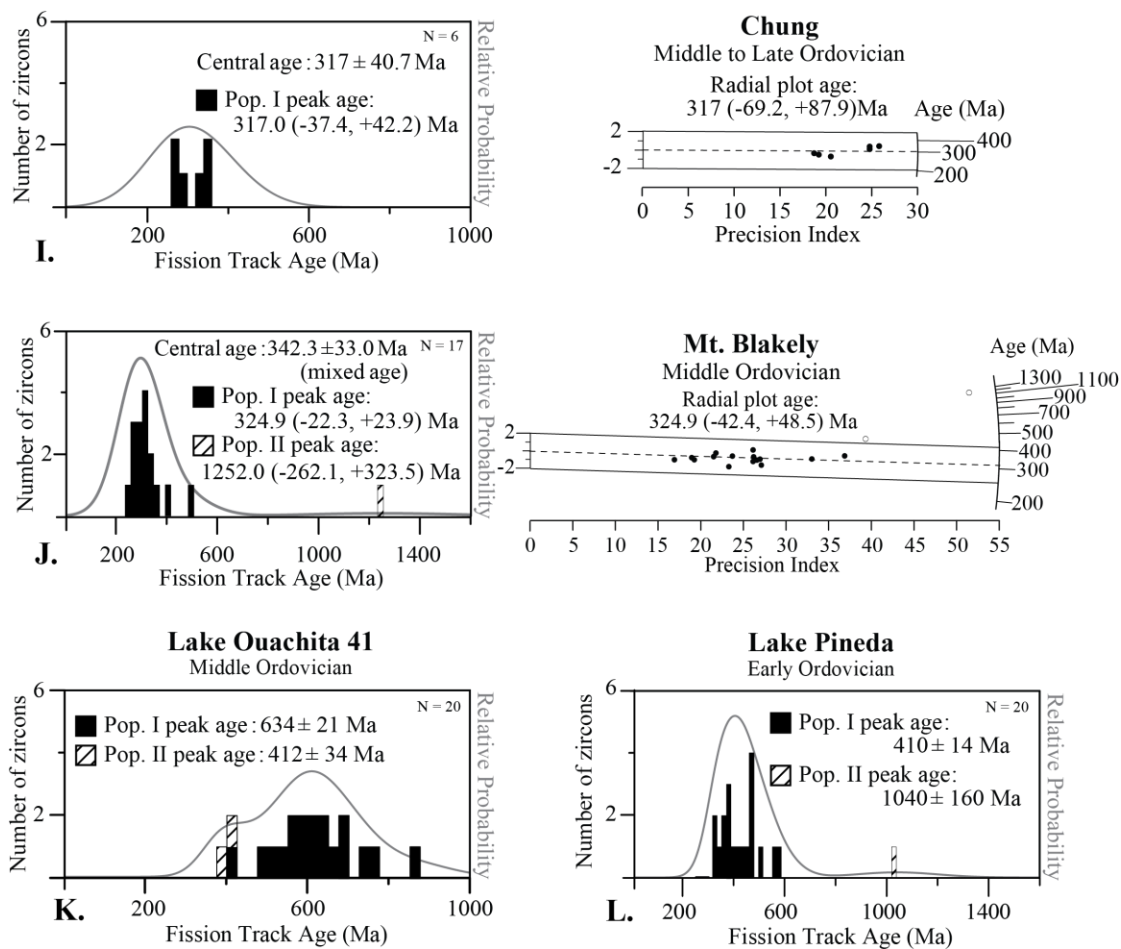 6
N = 6
Central age : 317 ± 40.7 Ma
Pop. I peak age:
317.0 (-37.4, +42.2) Ma
2
Number of zircons
Relative Probability
200
600
1000
Fission Track Age (Ma)
I.
Chung
Middle to Late Ordovician
Radial plot age:
317 (-69.2, +87.9)Ma
Age (Ma)
2
-2
400
300
200
0
5
10
15
20
25
30
Precision Index
6
Central age : 342.3 ±33.0 Ma
N = 17
(mixed age)
Pop. I peak age:
324.9 (-22.3, +23.9) Ma
Pop. II peak age:
1252.0 (-262.1, +323.5) Ma
2
Number of zircons
Relative Probability
200
600
1000
1400
Fission Track Age (Ma)
J.
Mt. Blakely
Middle Ordovician
Radial plot age:
324.9 (-42.4, +48.5) Ma
Age (Ma)
1300
1100
900
700
500
400
300
200
2
-2
0
5
10
15
20
25
30
35
40
45
50
55
Precision Index
Lake Ouachita 41
Middle Ordovician
6
N = 20
Pop. I peak age : 634 ± 21 Ma
Pop. II peak age : 412 ± 34 Ma
2
Number of zircons
Relative Probability
200
600
1000
Fission Track Age (Ma)
K.
Lake Pineda
Early Ordovician
6
N = 20
Pop. I peak age:
410 ± 14 Ma
Pop. II peak age:
1040 ± 160 Ma
2
Number of zircons
Relative Probability
200
600
1000
1400
Fission Track Age (Ma)
L.